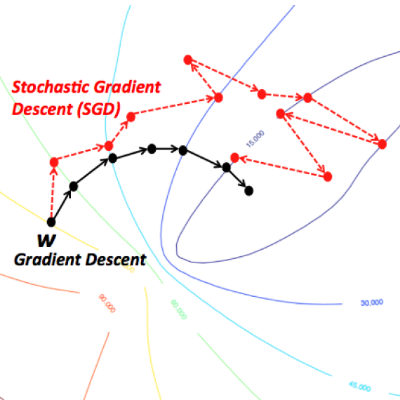 Stochastic Gradient
Descent (SGD)
15.000
W
Gradient Descent
90.000
60.000
30.000
45.000